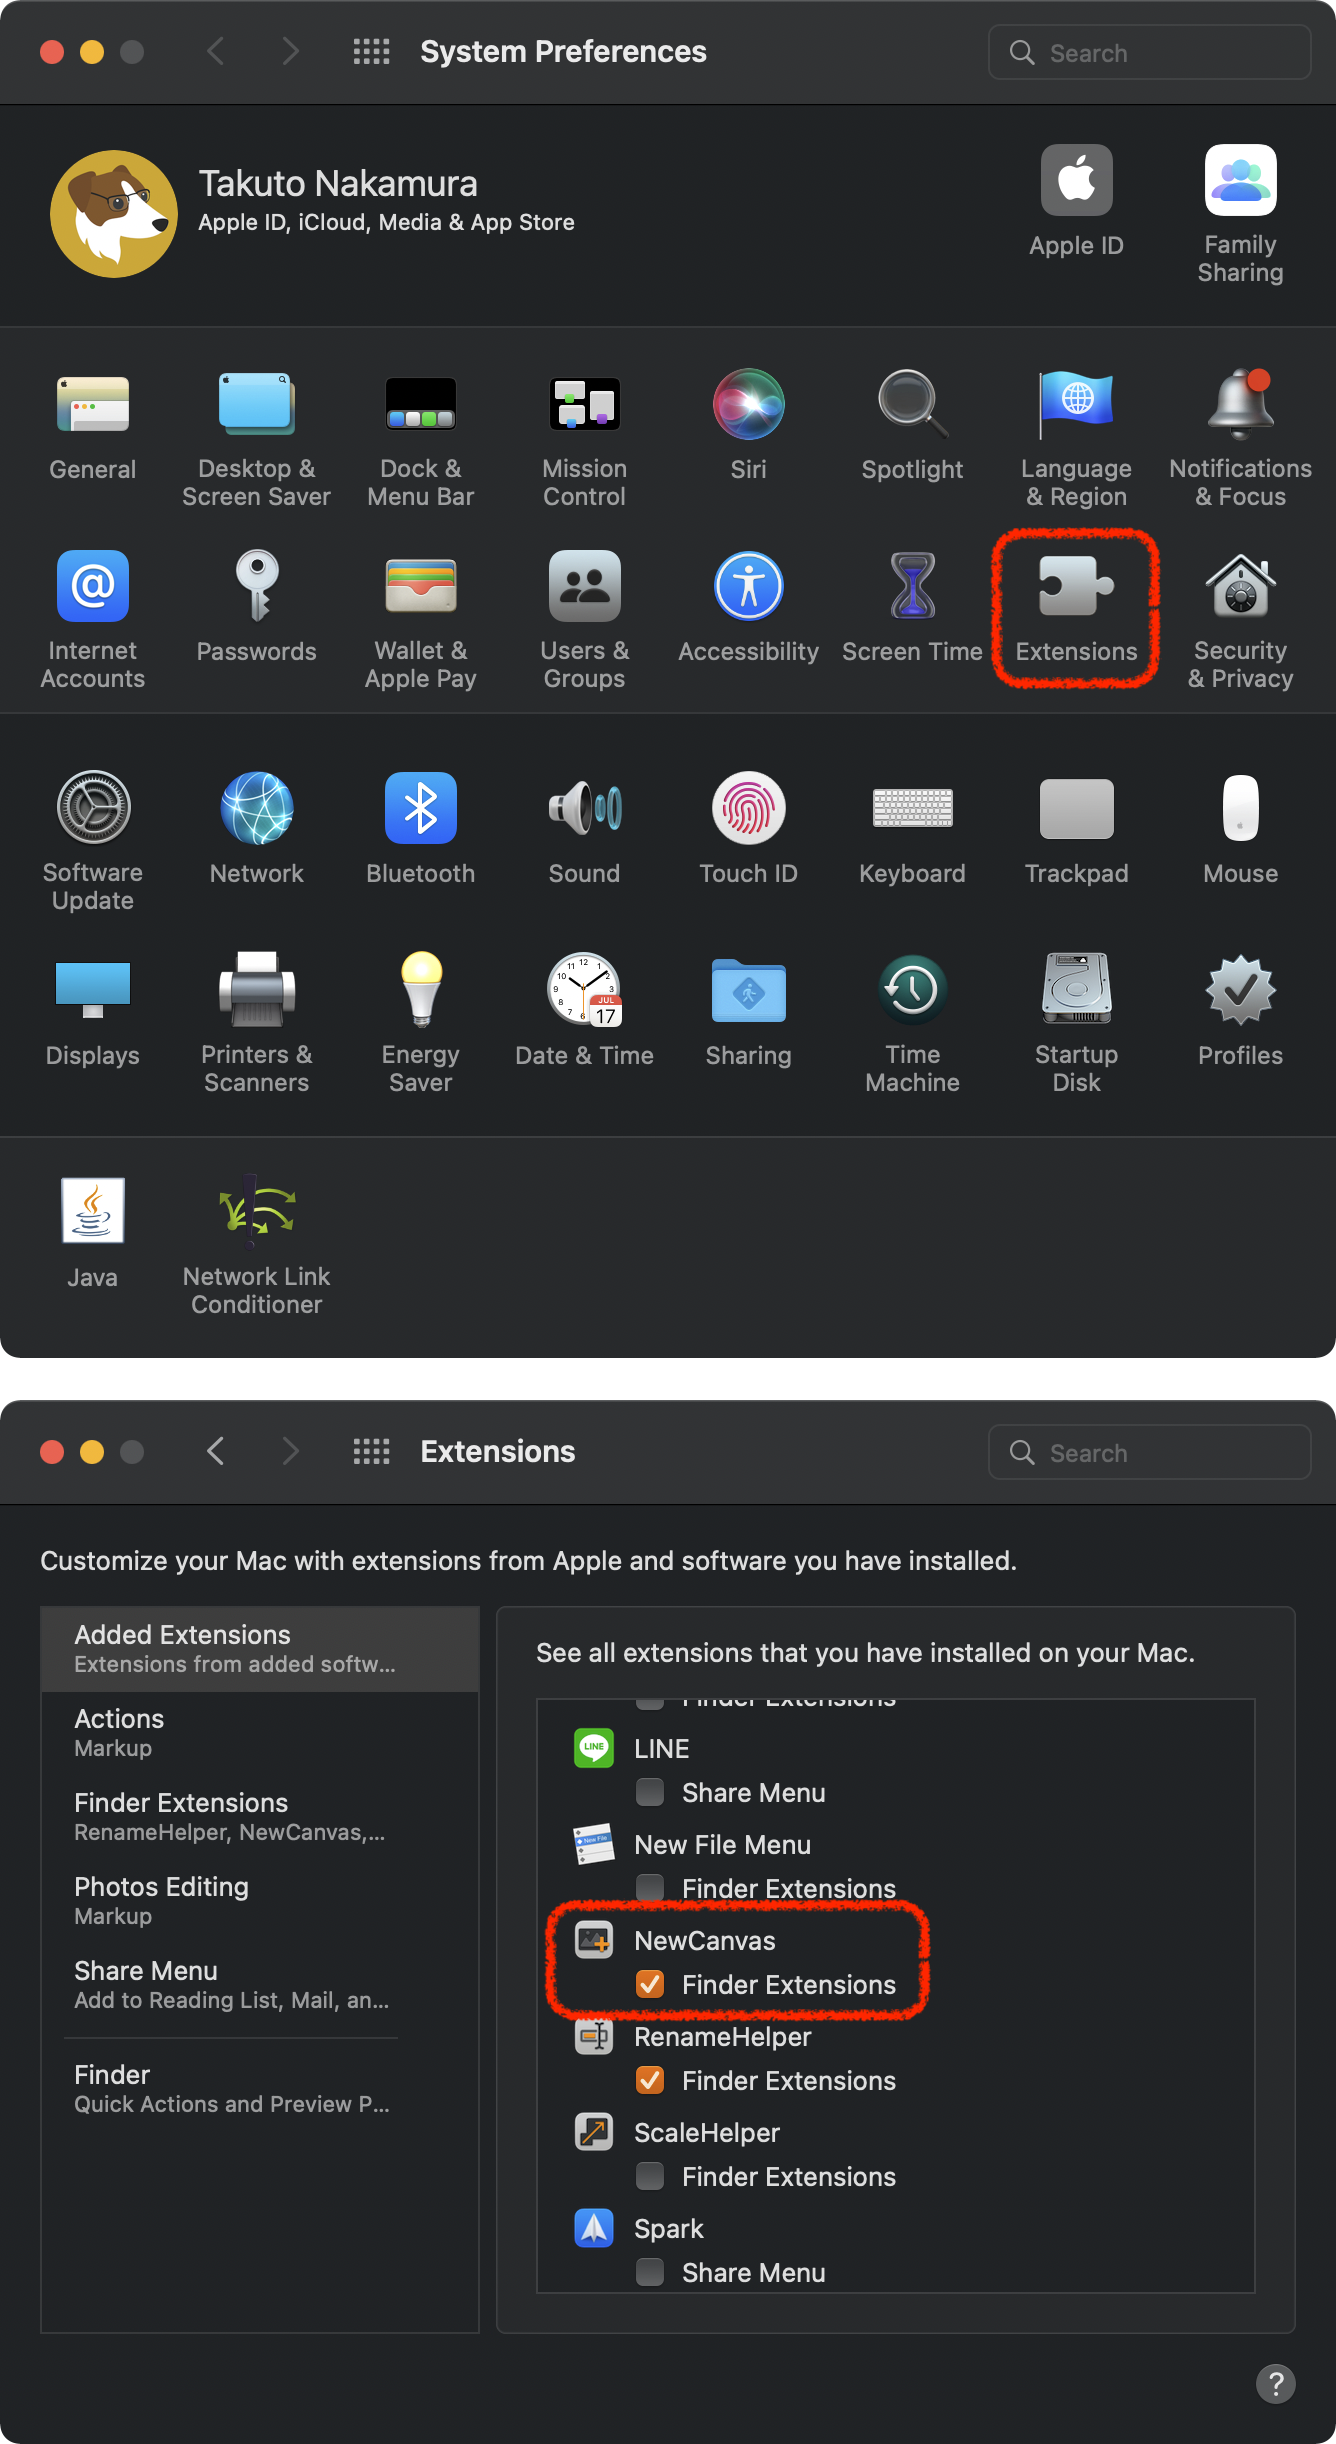 System Preferences
Search
Takuto Nakamura
Apple ID, iCloud, Media & App Store
Apple ID
Family
Sharing
General
Desktop &
Screen Saver
Dock &
Menu Bar
Mission
Control
Siri
Spotlight
Language
& Region
Notifications
& Focus
Internet
Accounts
Passwords
Wallet &
Apple Pay
Users &
Groups
Accessibility
Screen Time
Extensions
Security
& Privacy
Software
Update
Network
Bluetooth
Sound
Touch ID
Keyboard
Trackpad
Mouse
Displays
Printers &
Scanners
Energy
Saver
JUL
17
Date & Time
Sharing
Time
Machine
Startup
Disk
Profiles
Java
Network Link
Conditioner
Extensions
Search
Customize your Mac with extensions from Apple and software you have installed.
Added Extensions
Extensions from added softw...
Actions
Markup
Finder Extensions
RenameHelper, NewCanvas,...
Photos Editing
Markup
Share Menu
Add to Reading List, Mail, an...
Finder
Quick Actions and Preview P...
See all extensions that you have installed on your Mac.
Finder Extensions
LINE
LINE
Share Menu
New File
New File Menu
Finder Extensions
NewCanvas
Finder Extensions
RenameHelper
Finder Extensions
ScaleHelper
Finder Extensions
Spark
Share Menu
?